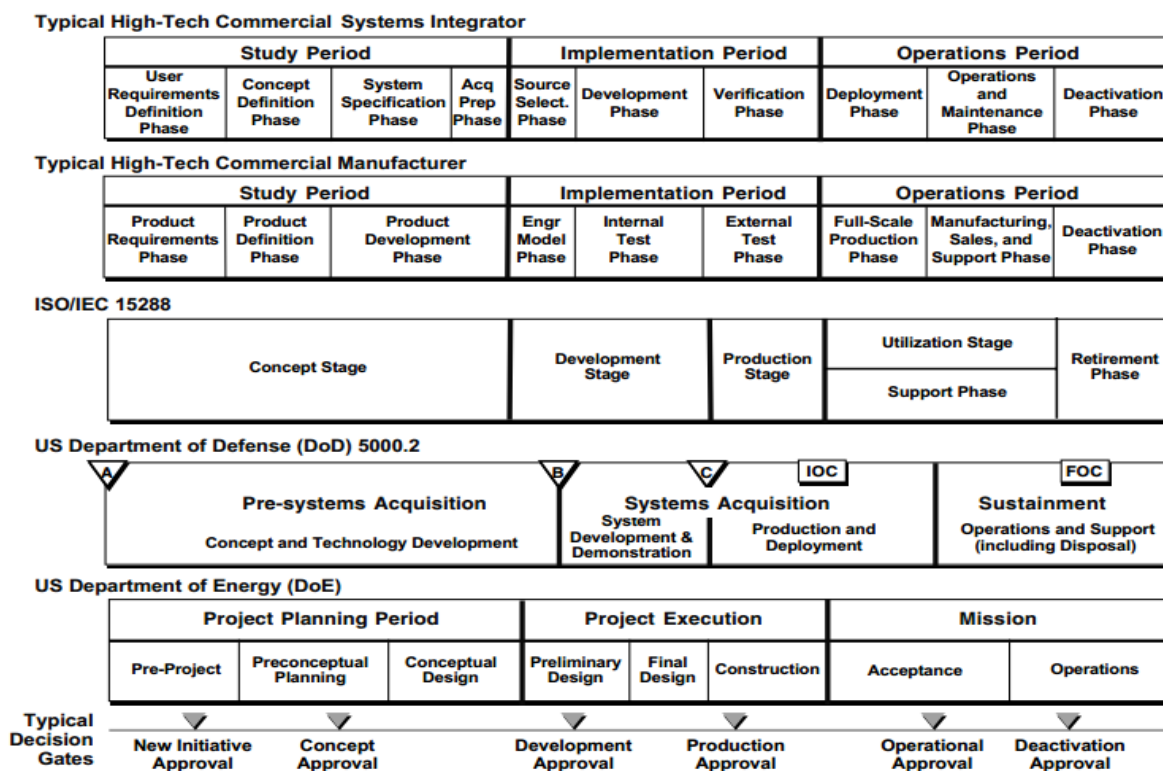 Typical High-Tech Commercial Systems Integrator
Study Period
Implementation Period
Operations Period
User
Requirements
Definition
Phase
Concept
Definition
Phase
System
Specification
Phase
Acq
Prep
Phase
Source
Select.
Phase
Development
Phase
Verification
Phase
Deployment
Phase
Operations
and
Maintenance
Phase
Deactivation
Phase
Typical High-Tech Commercial Manufacturer
Study Period
Implementation Period
Operations Period
Product
Requirements
Phase
Product
Definition
Phase
Product
Development
Phase
Engr
Model
Phase
Internal
Test
Phase
External
Test
Phase
Full-Scale
Production
Phase
Manufacturing,
Sales, and
Support Phase
Deactivation
Phase
ISO/IEC 15288
Concept Stage
Development
Stage
Production
Stage
Utilization Stage
Support Phase
Retirement
Phase
US Department of Defense (DoD) 5000.2
A
B
C
IOC
FOC
Pre-systems Acquisition
Concept and Technology Development
Systems Acquisition
System
Development &
Demonstration
Production and
Deployment
Sustainment
Operations and Support
(including Disposal)
US Department of Energy (DoE)
Project Planning Period
Project Execution
Mission
Pre-Project
Preconceptual
Planning
Conceptual
Design
Preliminary
Design
Final
Design
Construction
Acceptance
Operations
Typical
Decision
Gates
New Initiative
Approval
Concept
Approval
Development
Approval
Production
Approval
Operational
Approval
Deactivation
Approval